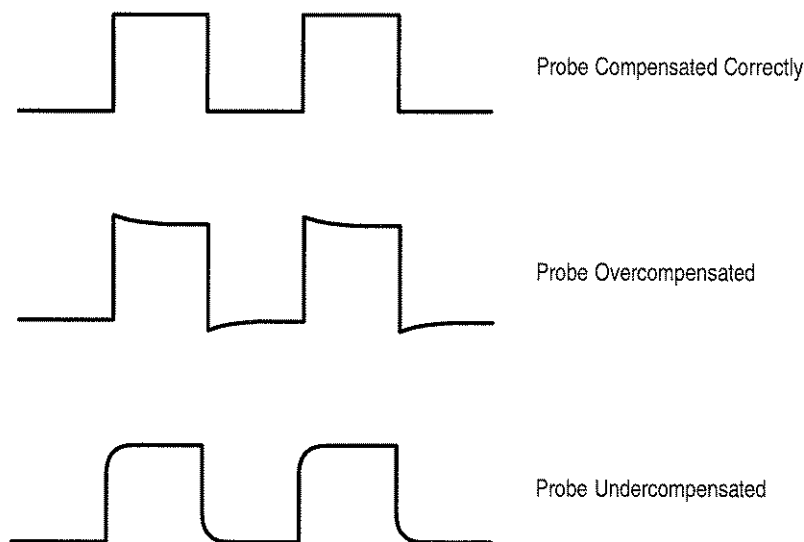 Probe Compensated Correctly
Probe Overcompensated
Probe Undercompensated